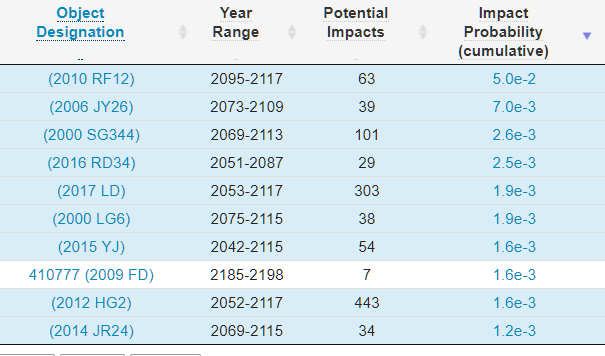 Object Year Potential Impact
Designation Range Impacts Probability
(cumulative)
(2010 RF12) 2095-2117 63 5.0e-2
(2006 JY26) 2073-2109 39 7.0e-3
(2000 SG344) 2069-2113 101 2.6e-3
(2016 RD34) 2051-2087 29 2.5e-3
(2017 LD) 2053-2117 303 1.9e-3
(2000 LG6) 2075-2115 38 1.9e-3
(2015 YJ) 2042-2115 54 1.6e-3
410777 (2009 FD) 2185-2198 7 1.6e-3
(2012 HG2) 2052-2117 443 1.6e-3
(2014 JR24) 2069-2115 34 1.2e-3